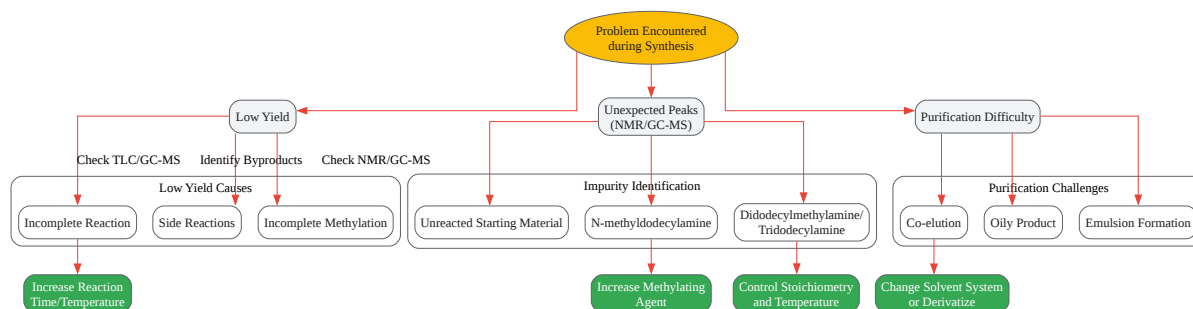 Problem Encountered
during Synthesis
Low Yield
Unexpected Peaks
(NMR/GC-MS)
Purification Difficulty
Check TLC/GC-MS
Identify Byproducts
Check NMR/GC-MS
Low Yield Causes
Impurity Identification
Purification Challenges
Incomplete Reaction
Side Reactions
Incomplete Methylation
Unreacted Starting Material
N-methyldodecylamine
Didodecylmethylamine/
Tridodecylamine
Co-elution
Oily Product
Emulsion Formation
Increase Reaction
Time/Temperature
Increase Methylating
Agent
Control Stoichiometry
and Temperature
Change Solvent System
or Derivatize